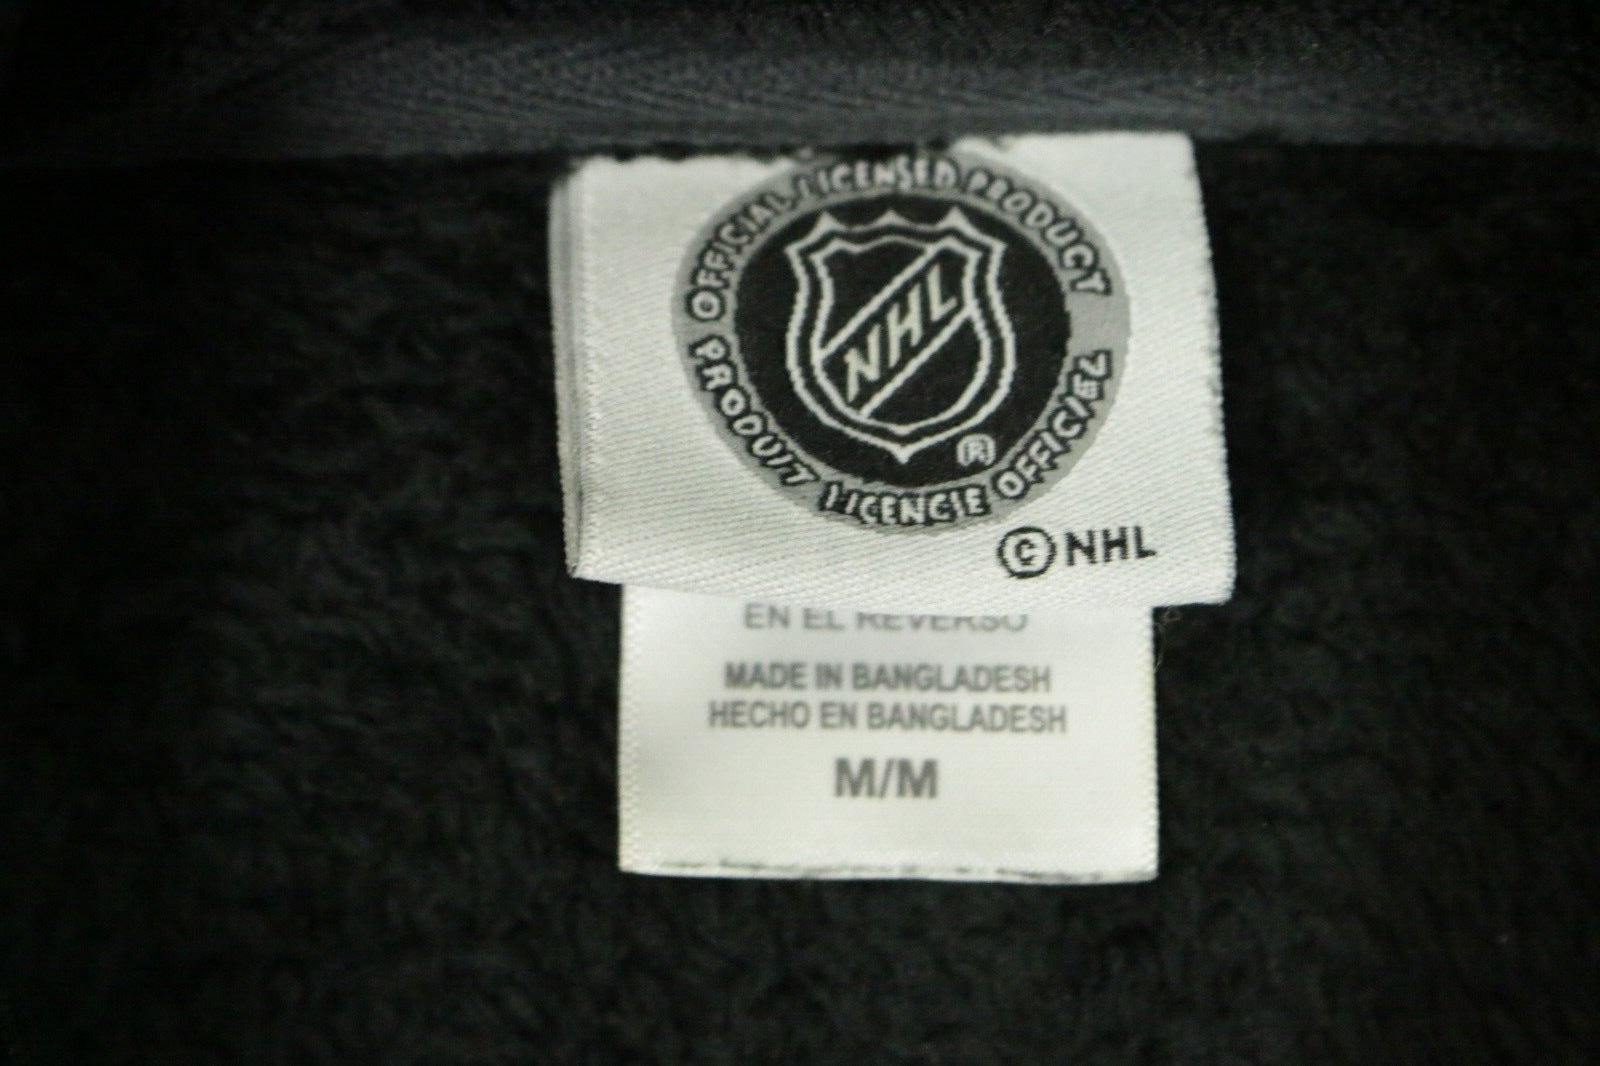 OFFICIAL LICENSED PRODUCT
NHL
®
PRODUIT LICENCIE OFFICIEL
©NHL
EN EL REVERSO
MADE IN BANGLADESH
HECHO EN BANGLADESH
M/M